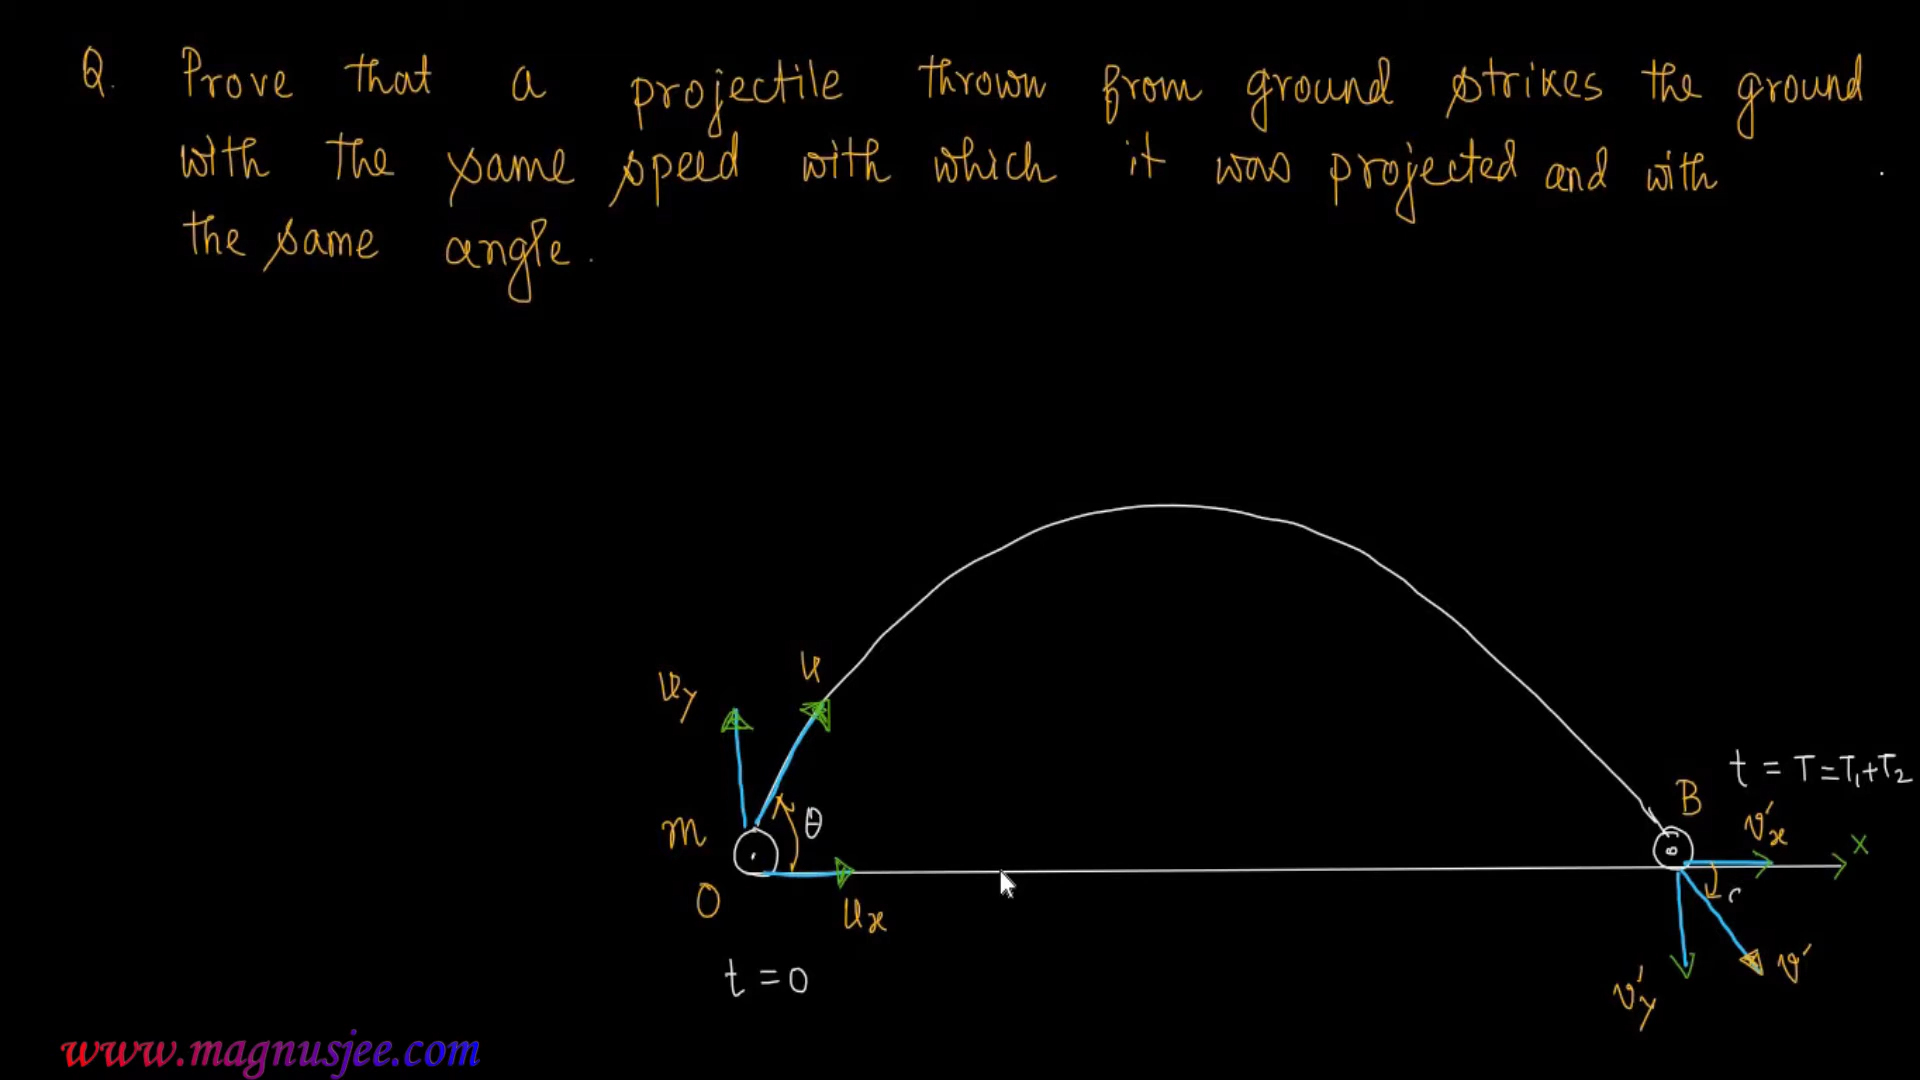 Q. Prove that a projectile thrown from ground strikes the ground
with the same speed with which it was projected and with
the same angle.
u
uy
t = T = T₁+T₂
B
v'x
x
m
θ
B
O
ux
v'
v'y
t = 0
www.magnusjee.com